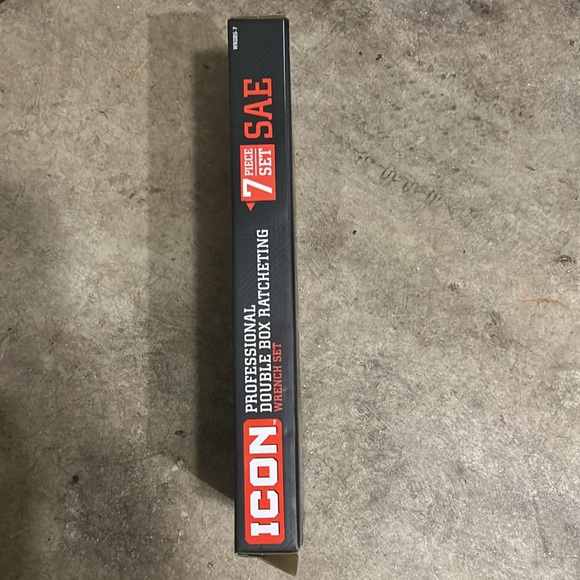 ICON
PROFESSIONAL
DOUBLE BOX RATCHETING
WRENCH SET
7 PIECE
SET
SAE